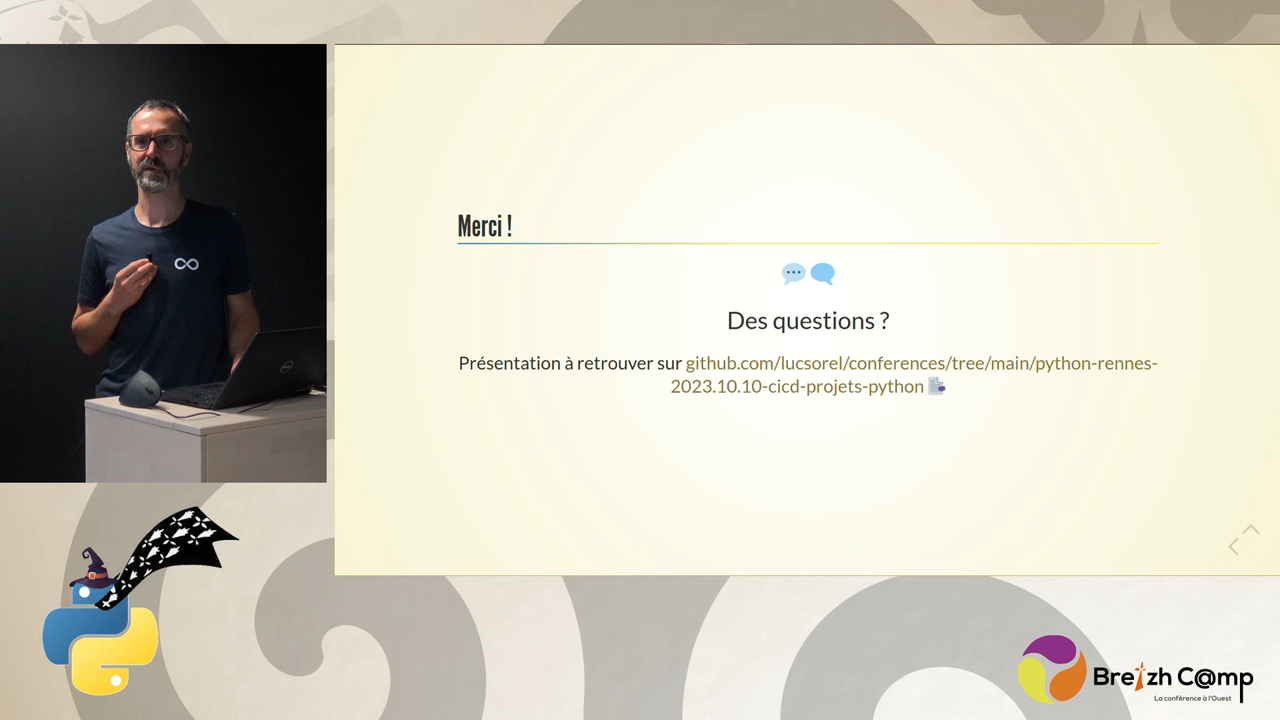 Merci !
Des questions ?
Présentation à retrouver sur github.com/lucsorel/conferences/tree/main/python-rennes-
2023.10.10-cicd-projets-python
Breizh C@mp
La conférence à l'Ouest